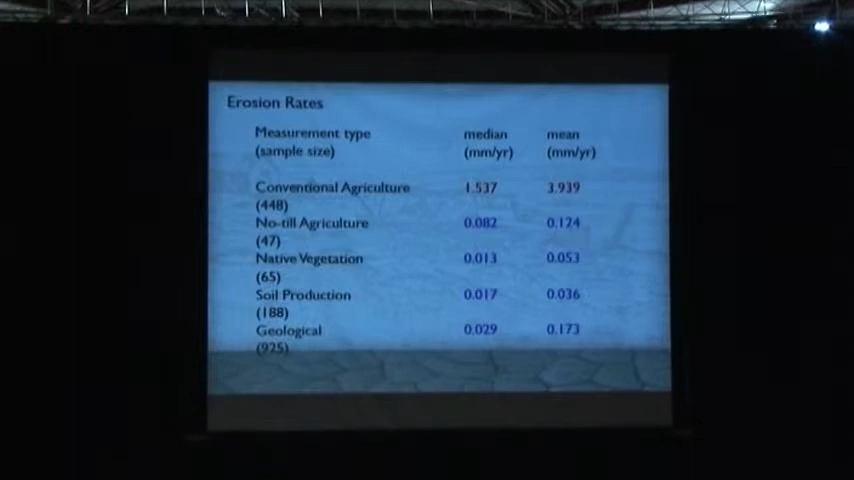 Erosion Rates
Measurement type median mean
(sample size) (mm/yr) (mm/yr)
Conventional Agriculture 1.537 3.939
(448)
No-till Agriculture 0.082 0.124
(47)
Native Vegetation 0.013 0.053
(65)
Soil Production 0.017 0.036
(188)
Geological 0.029 0.173
(925)